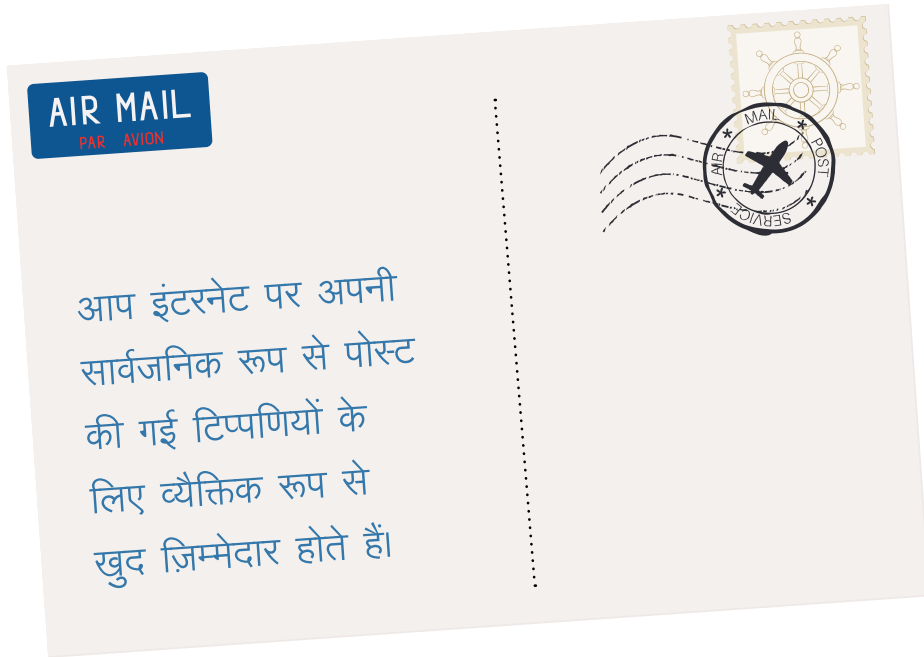 AIR MAIL
PAR AVION
AIR MAIL POST SERVICE
आप इंटरनेट पर अपनी
सार्वजनिक रूप से पोस्ट
की गई टिप्पणियों के
लिए व्यैक्तिक रूप से
खुद ज़िम्मेदार होते हैं।